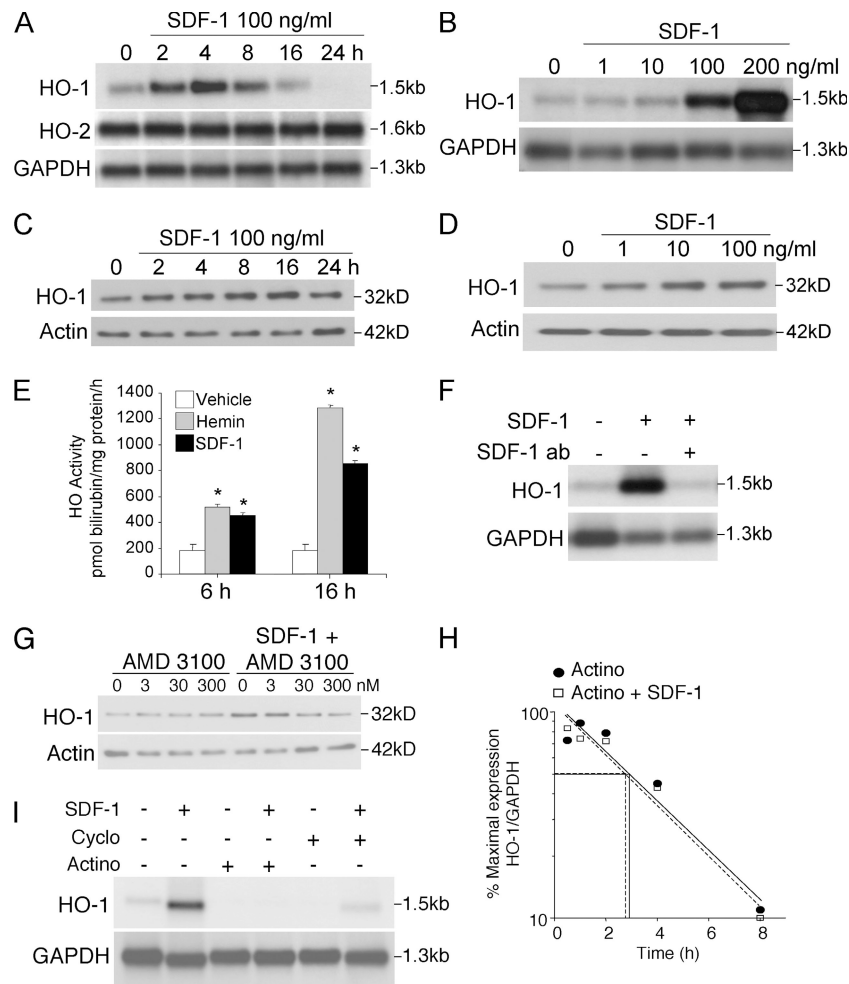 A
SDF-1 100 ng/ml
0 2 4 8 16 24 h
HO-1 -1.5kb
HO-2 -1.6kb
GAPDH -1.3kb
B
SDF-1
0 1 10 100 200 ng/ml
HO-1 -1.5kb
GAPDH -1.3kb
C
SDF-1 100 ng/ml
0 2 4 8 16 24 h
HO-1 -32kD
Actin -42kD
D
SDF-1
0 1 10 100 ng/ml
HO-1 -32kD
Actin -42kD
E
HO Activity
pmol bilirubin/mg protein/h
1400
1200
1000
800
600
400
200
0
Vehicle
Hemin
SDF-1
* * * *
6 h 16 h
F
SDF-1 - + +
SDF-1 ab - - +
HO-1 -1.5kb
GAPDH -1.3kb
G
SDF-1 +
AMD 3100 AMD 3100
0 3 30 300 0 3 30 300 nM
HO-1 -32kD
Actin -42kD
H
Actino
Actino + SDF-1
% Maximal expression
HO-1/GAPDH
100
10
0 2 4 6 8
Time (h)
I
SDF-1 - + - + - +
Cyclo - - - - + +
Actino - - + + - -
HO-1 -1.5kb
GAPDH -1.3kb